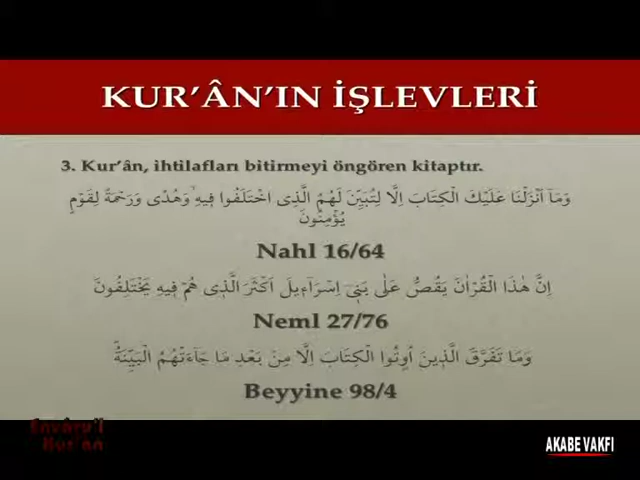 KUR’ÂN’IN İŞLEVLERİ
3. Kur’ân, ihtilafları bitirmeyi öngören kitaptır.
وَمَٓا اَنْزَلْنَا عَلَيْكَ الْكِتَابَ اِلَّا لِتُبَيِّنَ لَهُمُ الَّذِى اخْتَلَفُوا فٖيهِ وَهُدًى وَرَحْمَةً لِقَوْمٍ
يُؤْمِنُونَ
Nahl 16/64
اِنَّ هٰذَا الْقُرْاٰنَ يَقُصُّ عَلٰى بَنٖٓى اِسْرَاءٖيلَ اَكْثَرَ الَّذٖى هُمْ فٖيهِ يَخْتَلِفُونَ
Neml 27/76
وَمَا تَفَرَّقَ الَّذٖينَ اُوتُوا الْكِتَابَ اِلَّا مِنْ بَعْدِ مَا جَاءَتْهُمُ الْبَيِّنَةُ
Beyyine 98/4
Envâru'l
Kur'an
AKABE VAKFI